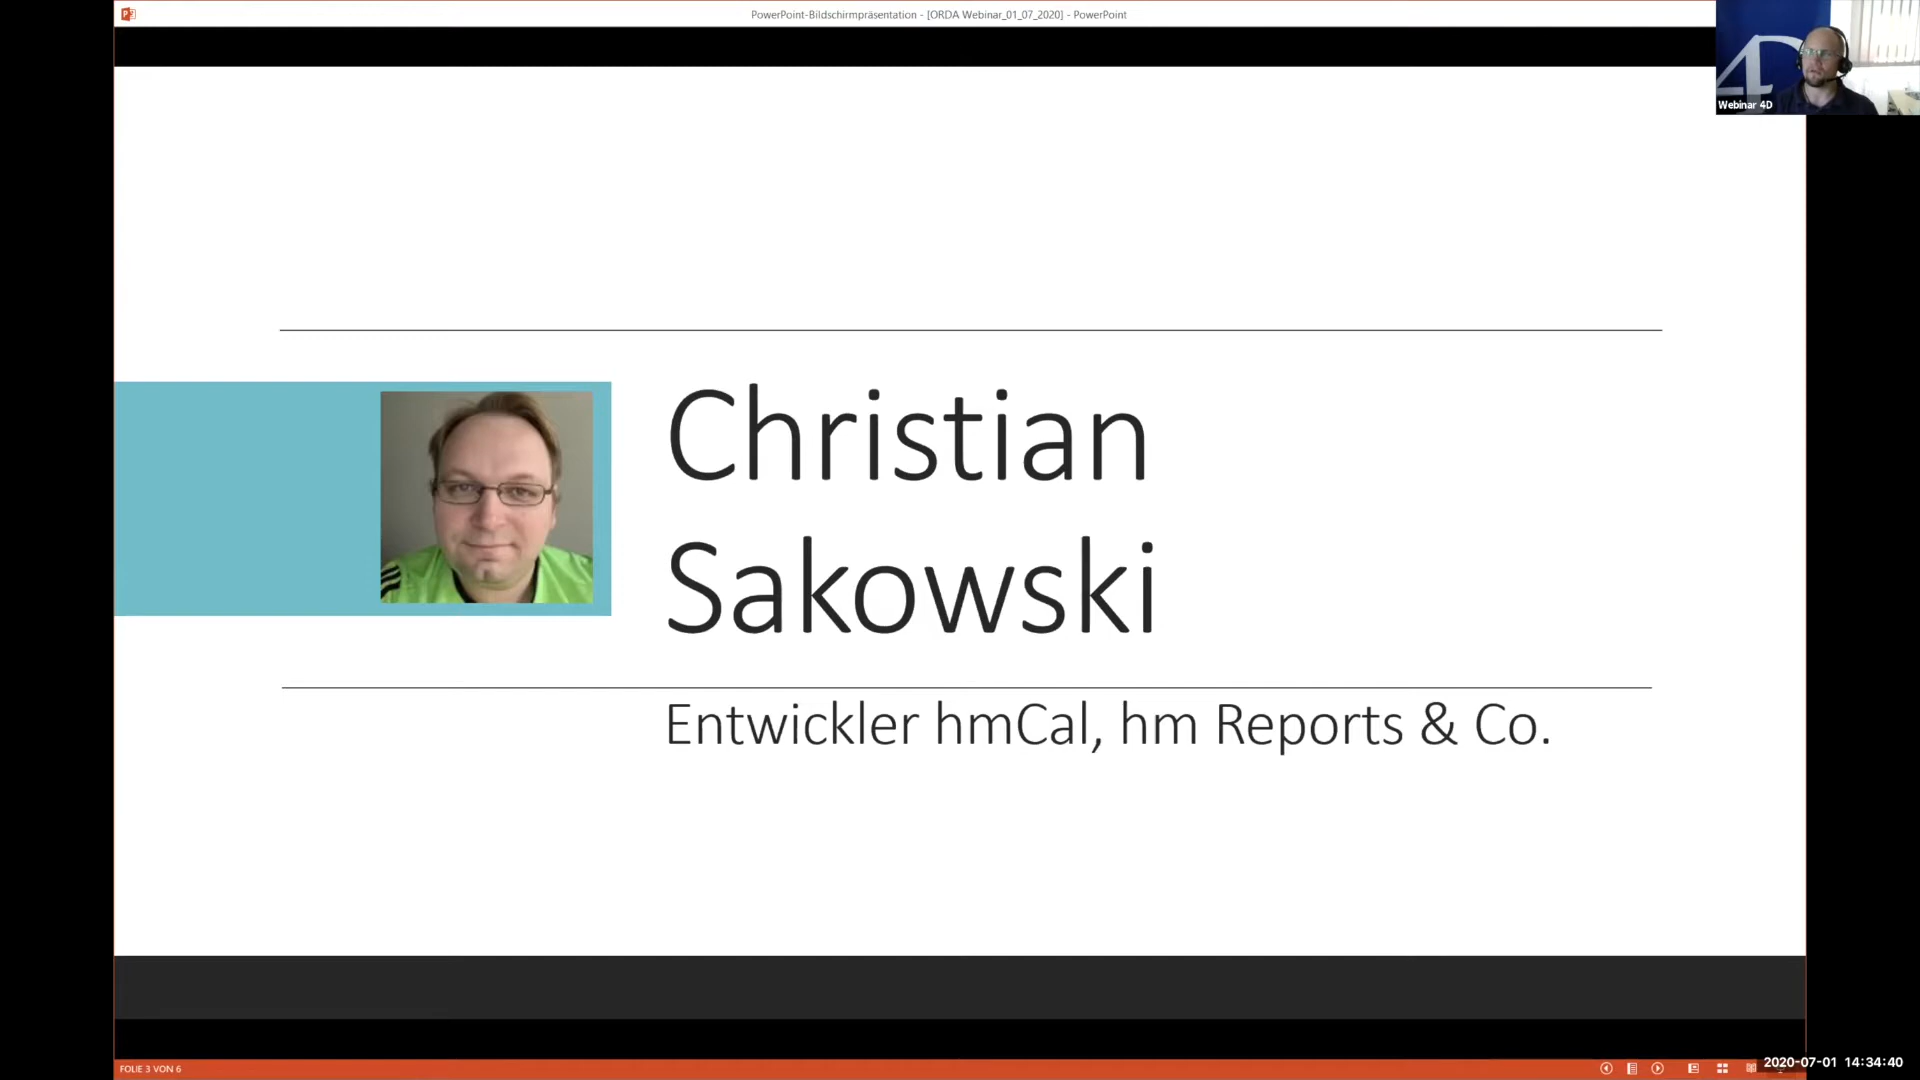 PowerPoint-Bildschirmpräsentation - [ORDA Webinar_01_07_2020] - PowerPoint
4D
Webinar 4D
Christian
Sakowski
Entwickler hmCal, hm Reports & Co.
FOLIE 3 VON 6
2020-07-01 14:34:40